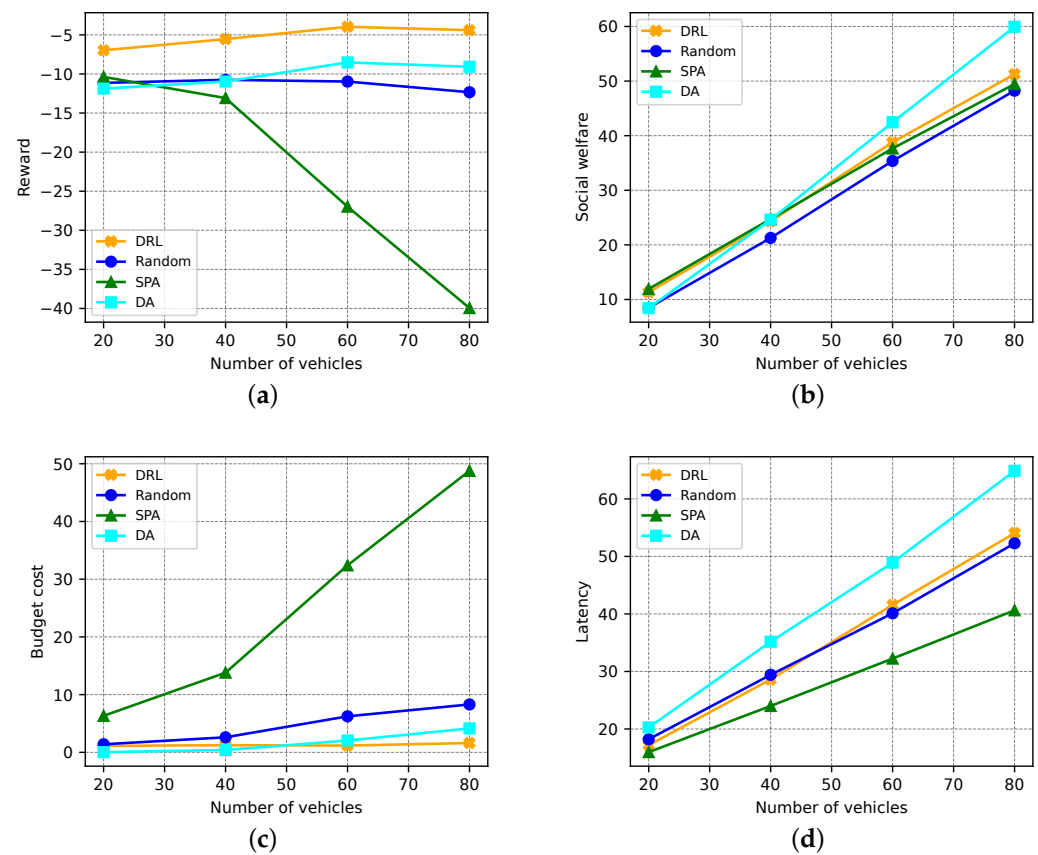 −5
−10
−15
−20
−25
−30
−35
−40
Reward
DRL
Random
SPA
DA
20 30 40 50 60 70 80
Number of vehicles
(a)
60
50
40
30
20
10
Social welfare
DRL
Random
SPA
DA
20 30 40 50 60 70 80
Number of vehicles
(b)
50
40
30
20
10
0
Budget cost
DRL
Random
SPA
DA
20 30 40 50 60 70 80
Number of vehicles
(c)
60
50
40
30
20
Latency
DRL
Random
SPA
DA
20 30 40 50 60 70 80
Number of vehicles
(d)